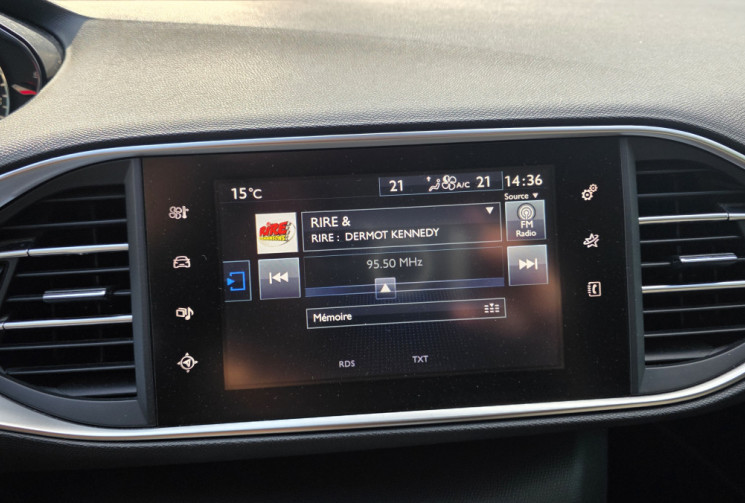 15°C
21 A/C 21
14:36
Source
RIRE &
RIRE : DERMOT KENNEDY
FM
Radio
95.50 MHz
Mémoire
RDS TXT